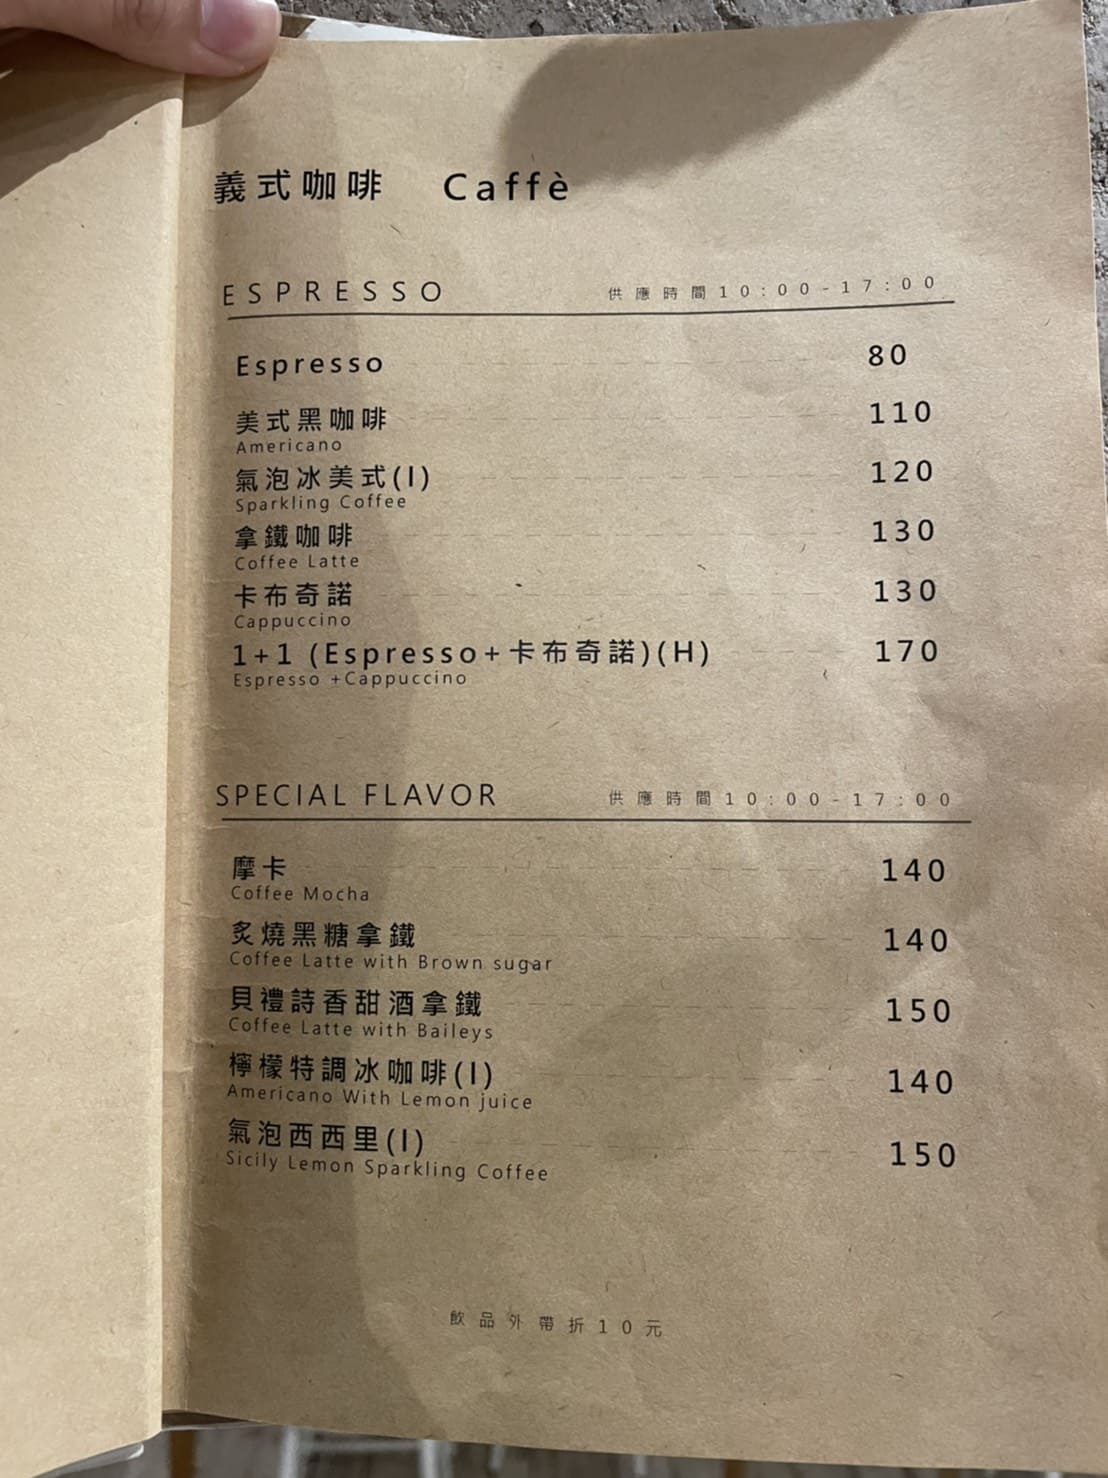 義式咖啡 Caffè
ESPRESSO 供應時間10:00-17:00
Espresso 80
美式黑咖啡 110
Americano
氣泡冰美式(I) 120
Sparkling Coffee
拿鐵咖啡 130
Coffee Latte
卡布奇諾 130
Cappuccino
1+1 (Espresso+卡布奇諾)(H) 170
Espresso +Cappuccino
SPECIAL FLAVOR 供應時間10:00-17:00
摩卡 140
Coffee Mocha
炙燒黑糖拿鐵 140
Coffee Latte with Brown sugar
貝禮詩香甜酒拿鐵 150
Coffee Latte with Baileys
檸檬特調冰咖啡(I) 140
Americano With Lemon juice
氣泡西西里(I) 150
Sicily Lemon Sparkling Coffee
飲品外帶折10元